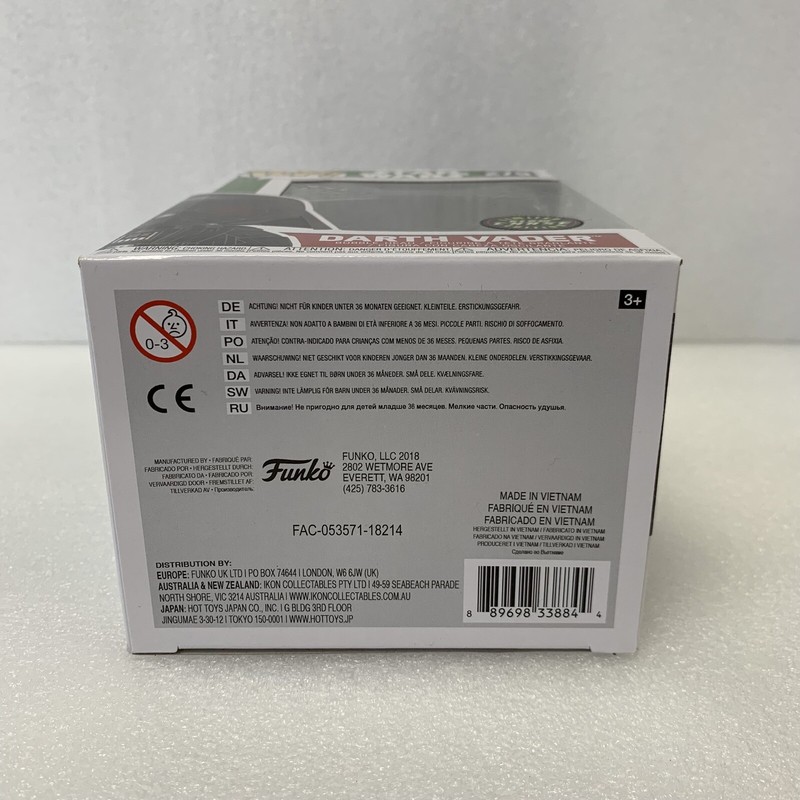 DARTH VADER
WARNING: CHOKING HAZARD
ATTENTION: DANGER D'ÉTOUFFEMENT
ADVERTENCIA: PELIGRO DE ASFIXIA
3+
0-3
DE ACHTUNG! NICHT FÜR KINDER UNTER 36 MONATEN GEEIGNET. KLEINTEILE. ERSTICKUNGSGEFAHR.
IT AVVERTENZA! NON ADATTO A BAMBINI DI ETÀ INFERIORE A 36 MESI. PICCOLE PARTI. RISCHIO DI SOFFOCAMENTO.
PO ATENÇÃO! CONTRA-INDICADO PARA CRIANÇAS COM MENOS DE 36 MESES. PEQUENAS PARTES. RISCO DE ASFIXIA.
NL WAARSCHUWING! NIET GESCHIKT VOOR KINDEREN JONGER DAN 36 MAANDEN. KLEINE ONDERDELEN. VERSTIKKINGSGEVAAR.
DA ADVARSEL! IKKE EGNET TIL BØRN UNDER 36 MÅNEDER. SMÅ DELE. KVÆLNINGSFARE.
SW VARNING! INTE LÄMPLIG FÖR BARN UNDER 36 MÅNADER. SMÅ DELAR. KVÄVNINGSRISK.
RU Внимание! Не пригодно для детей младше 36 месяцев. Мелкие части. Опасность удушья.
CE
MANUFACTURED BY • FABRIQUÉ PAR
FABRICADO POR • HERGESTELLT DURCH
FABBRICATO DA • FABRICADO POR
VERVAARDIGD DOOR • FREMSTILLET AF
TILLVERKAD AV • Производитель
Funko
FUNKO, LLC 2018
2802 WETMORE AVE
EVERETT, WA 98201
(425) 783-3616
FAC-053571-18214
MADE IN VIETNAM
FABRIQUÉ EN VIETNAM
FABRICADO EN VIETNAM
HERGESTELLT IN VIETNAM / FABRICATO IN VIETNAM
FABRICADO NA VIETNAM / VERVAARDIGD IN VIETNAM
PRODUCERET I VIETNAM / TILLVERKAD I VIETNAM
Сделано во Вьетнаме
DISTRIBUTION BY:
EUROPE: FUNKO UK LTD | PO BOX 74644 | LONDON, W6 6JW (UK)
AUSTRALIA & NEW ZEALAND: IKON COLLECTABLES PTY LTD | 49-59 SEABEACH PARADE
NORTH SHORE, VIC 3214 AUSTRALIA | WWW.IKONCOLLECTABLES.COM.AU
JAPAN: HOT TOYS JAPAN CO., INC. | G BLDG 3RD FLOOR
JINGUMAE 3-30-12 | TOKYO 150-0001 | WWW.HOTTOYS.JP
8 89698 33884 4